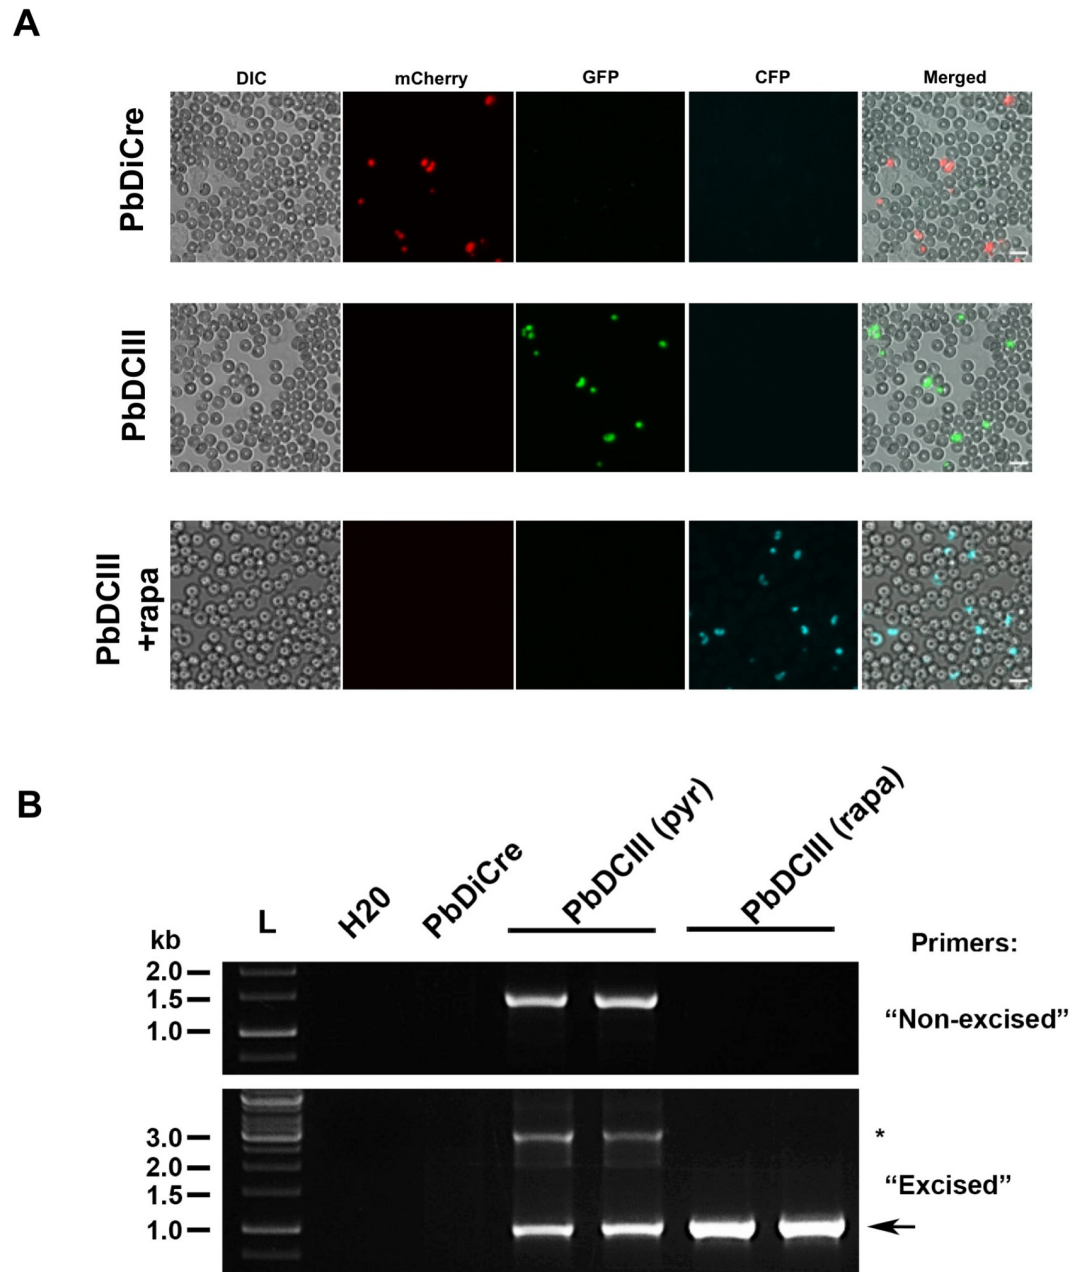 A
DIC mCherry GFP CFP Merged
PbDiCre
PbDCIII
PbDCIII
+rapa
B
L H20 PbDiCre PbDCIII (pyr) PbDCIII (rapa)
kb
Primers:
2.0
1.5
1.0
“Non-excised”
3.0
*
2.0
“Excised”
1.5
1.0